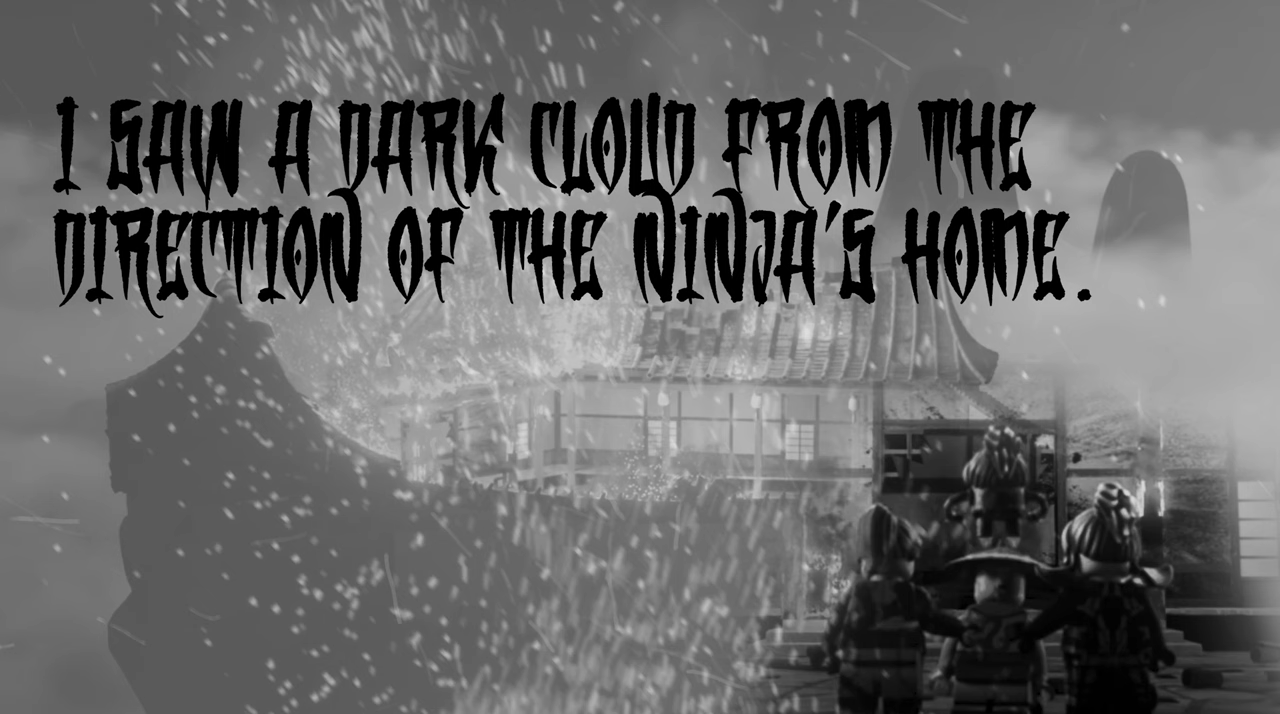 I SAW A DARK CLOUD FROM THE
DIRECTION OF THE NINJA'S HOME.